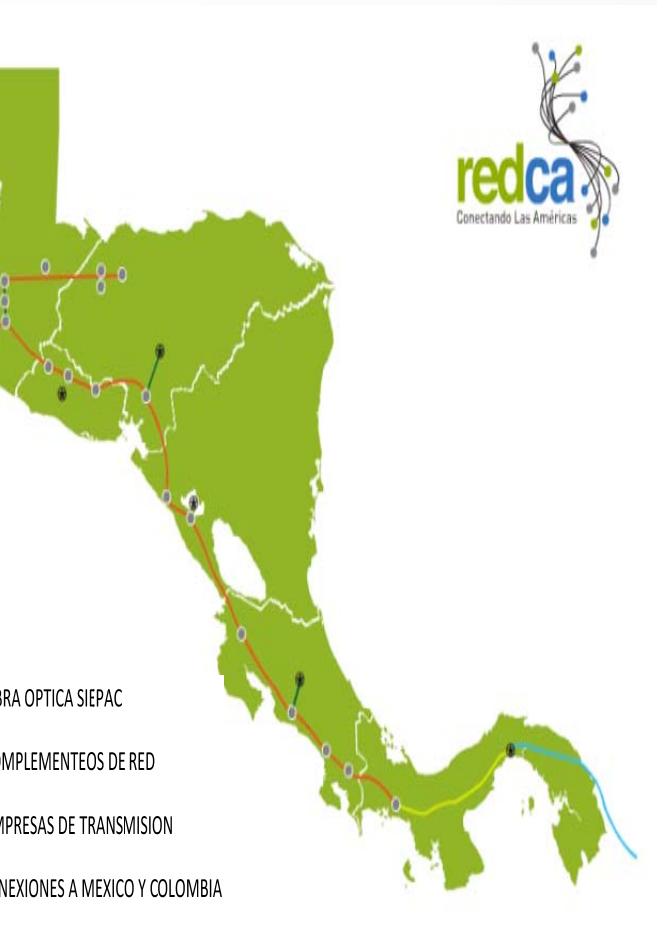 redca
Conectando Las Américas
BRA OPTICA SIEPAC
OMPLEMENTEOS DE RED
MPRESAS DE TRANSMISION
NEXIONES A MEXICO Y COLOMBIA